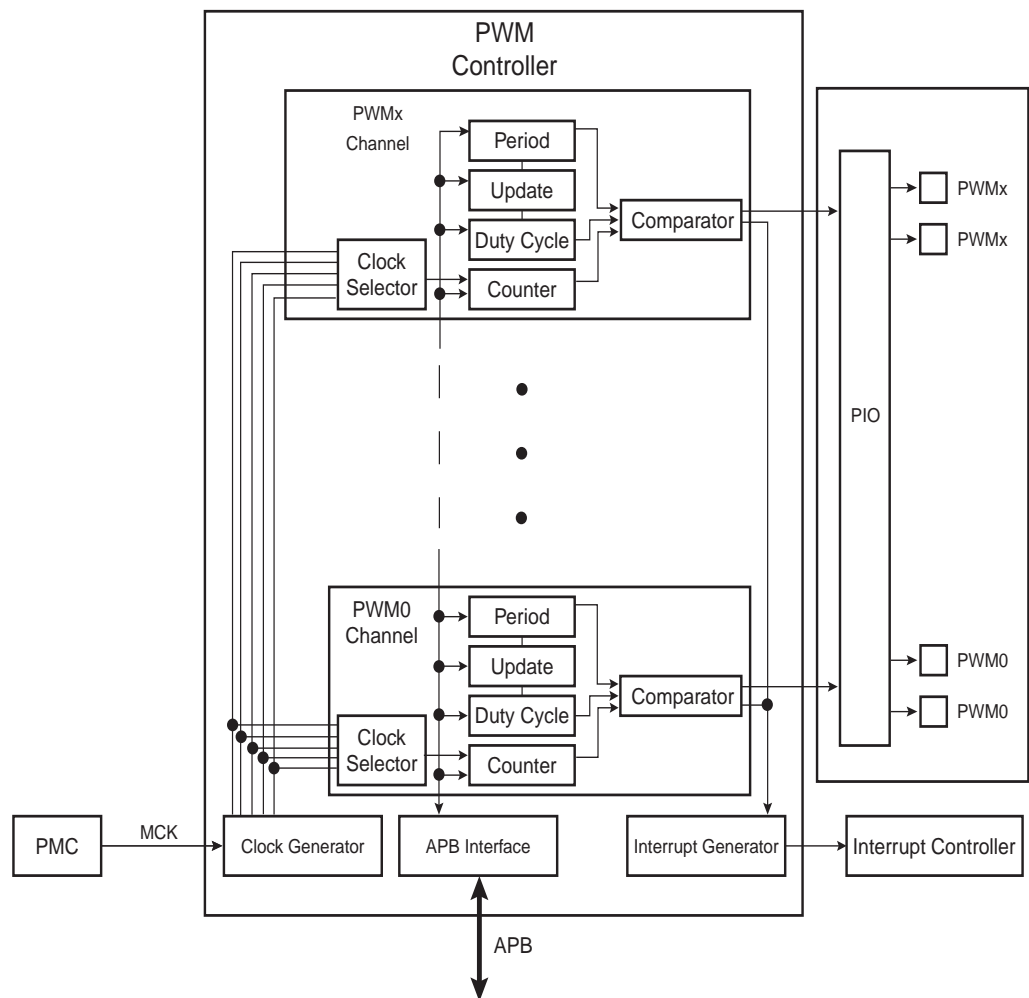 PWM
Controller
PWMx
Channel
Period
Update
Duty Cycle
Comparator
Clock
Selector
Counter
PIO
PWMx
PWMx
PWM0
Channel
Period
Update
Duty Cycle
Comparator
Clock
Selector
Counter
PWM0
PWM0
PMC
MCK
Clock Generator
APB Interface
Interrupt Generator
Interrupt Controller
APB